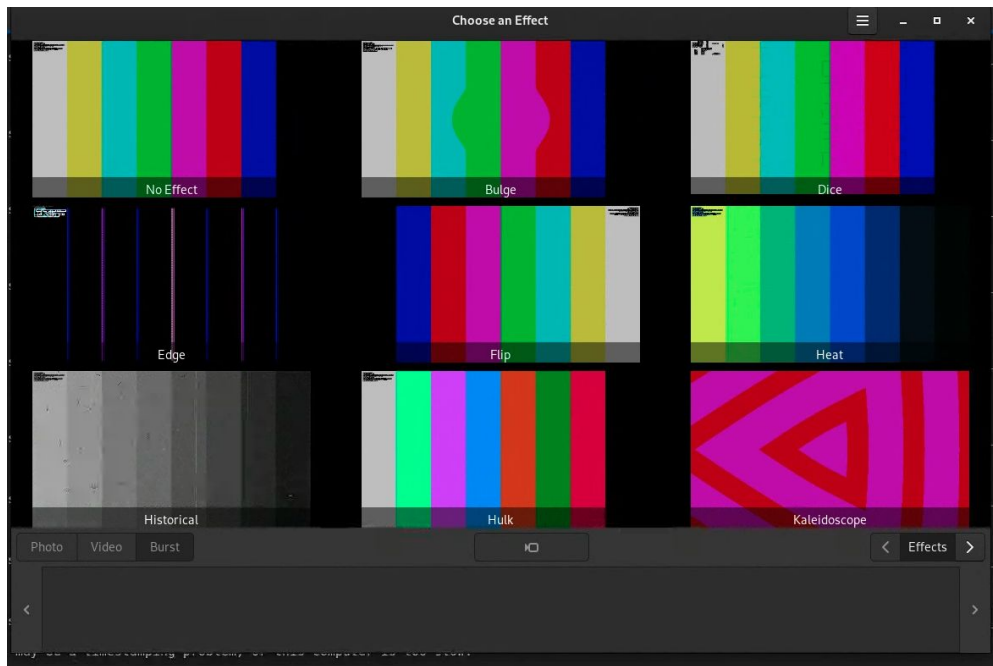 Choose an Effect
No Effect
Bulge
Dice
Edge
Flip
Heat
Historical
Hulk
Kaleidoscope
Photo
Video
Burst
Effects
may be a timestamping problem, or this computer is too slow.